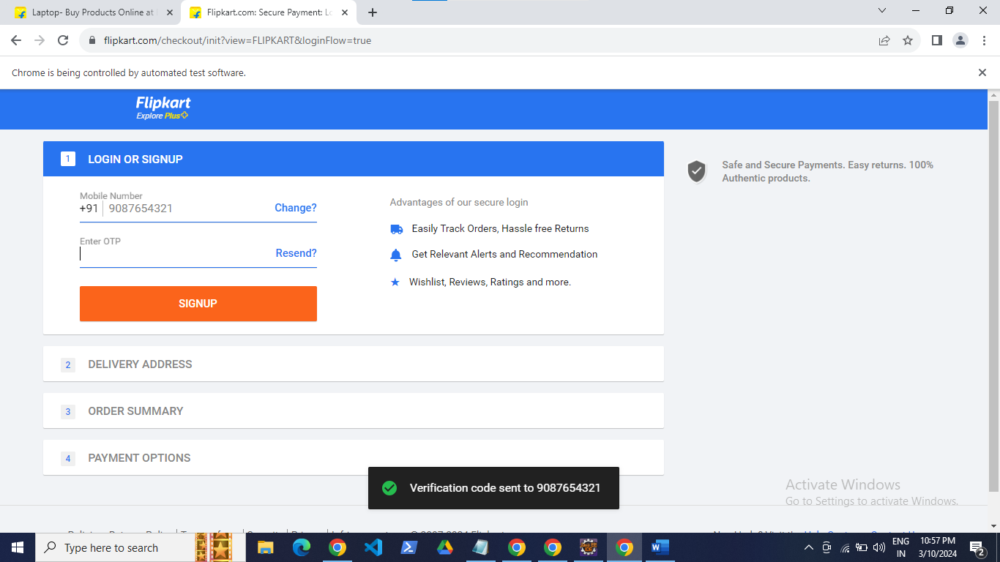 Laptop- Buy Products Online at
Flipkart.com: Secure Payment: Lo
flipkart.com/checkout/init?view=FLIPKART&loginFlow=true
Chrome is being controlled by automated test software.
Flipkart
Explore Plus
1 LOGIN OR SIGNUP
Safe and Secure Payments. Easy returns. 100%
Authentic products.
Mobile Number
+91 9087654321 Change?
Enter OTP
Resend?
SIGNUP
Advantages of our secure login
Easily Track Orders, Hassle free Returns
Get Relevant Alerts and Recommendation
Wishlist, Reviews, Ratings and more.
2 DELIVERY ADDRESS
3 ORDER SUMMARY
4 PAYMENT OPTIONS
Verification code sent to 9087654321
Activate Windows
Go to Settings to activate Windows.
Type here to search
ENG
IN
10:57 PM
3/10/2024
2